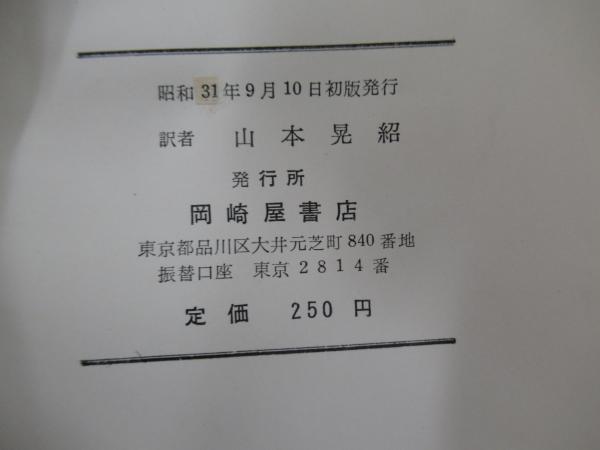 昭和 31年9月10日初版発行
訳者 山本晃紹
発行所
岡崎屋書店
東京都品川区大井元芝町840番地
振替口座 東京2814番
定価 250円